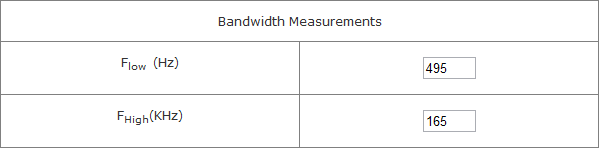 Bandwidth Measurements
Flow (Hz)
495
FHigh(KHz)
165